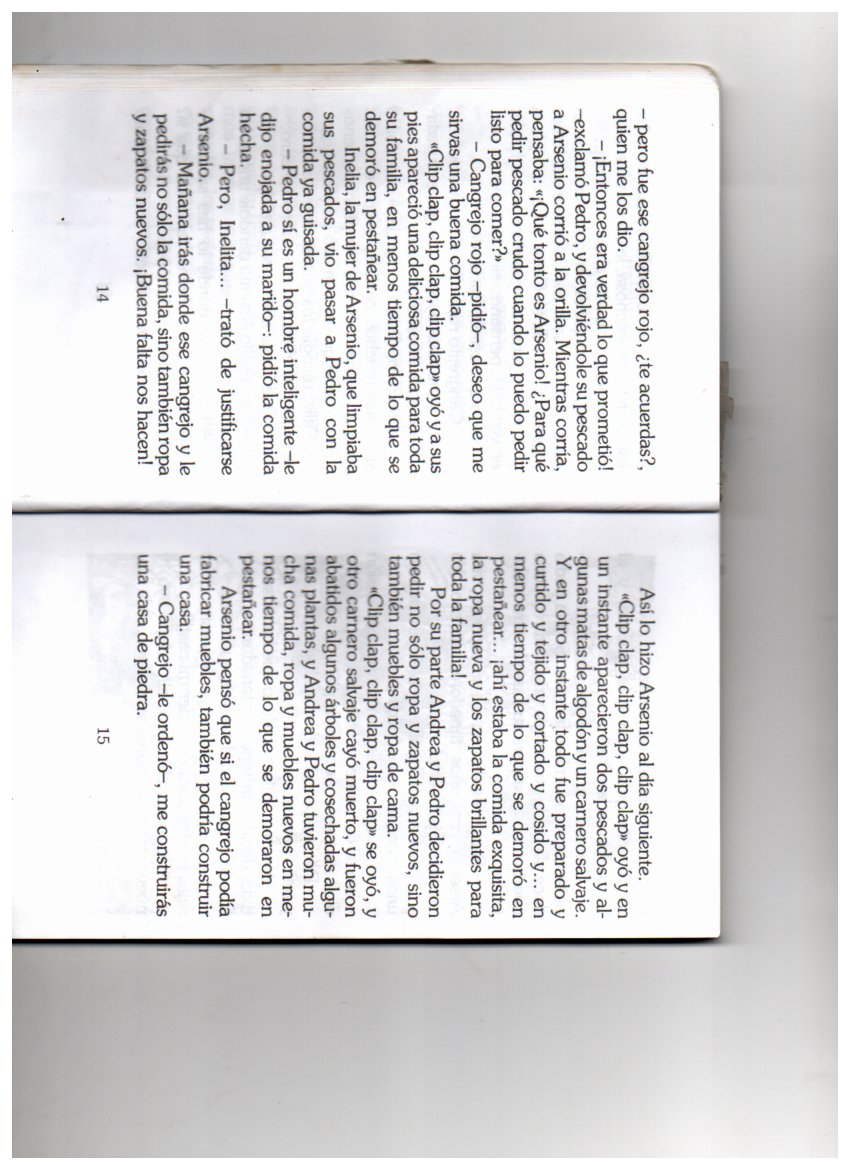 – pero fue ese cangrejo rojo, ¿te acuerdas?,
quien me los dio.
– ¡Entonces era verdad lo que prometió!
–exclamó Pedro, y devolviéndole su pescado
a Arsenio corrió a la orilla. Mientras corría,
pensaba: «¡Qué tonto es Arsenio! ¿Para qué
pedir pescado crudo cuando lo puedo pedir
listo para comer?»
– Cangrejo rojo –pidió–, deseo que me
sirvas una buena comida.
«Clip clap, clip clap, clip clap» oyó y a sus
pies apareció una deliciosa comida para toda
su familia, en menos tiempo de lo que se
demoró en pestañear.
Inelia, la mujer de Arsenio, que limpiaba
sus pescados, vio pasar a Pedro con la
comida ya guisada.
– Pedro sí es un hombre inteligente –le
dijo enojada a su marido–: pidió la comida
hecha.
– Pero, Inelita... –trató de justificarse
Arsenio.
– Mañana irás donde ese cangrejo y le
pedirás no sólo la comida, sino también ropa
y zapatos nuevos. ¡Buena falta nos hacen!
14
Así lo hizo Arsenio al día siguiente.
«Clip clap, clip clap, clip clap» oyó y en
un instante aparecieron dos pescados y al-
gunas matas de algodón y un carnero salvaje.
Y en otro instante todo fue preparado y
curtido y tejido y cortado y cosido y... en
menos tiempo de lo que se demoró en
pestañear... ¡ahí estaba la comida exquisita,
la ropa nueva y los zapatos brillantes para
toda la familia!
Por su parte Andrea y Pedro decidieron
pedir no sólo ropa y zapatos nuevos, sino
también muebles y ropa de cama.
«Clip clap, clip clap, clip clap» se oyó, y
otro carnero salvaje cayó muerto, y fueron
abatidos algunos árboles y cosechadas algu-
nas plantas, y Andrea y Pedro tuvieron mu-
cha comida, ropa y muebles nuevos en me-
nos tiempo de lo que se demoraron en
pestañear.
Arsenio pensó que si el cangrejo podía
fabricar muebles, también podría construir
una casa.
– Cangrejo –le ordenó–, me construirás
una casa de piedra.
15